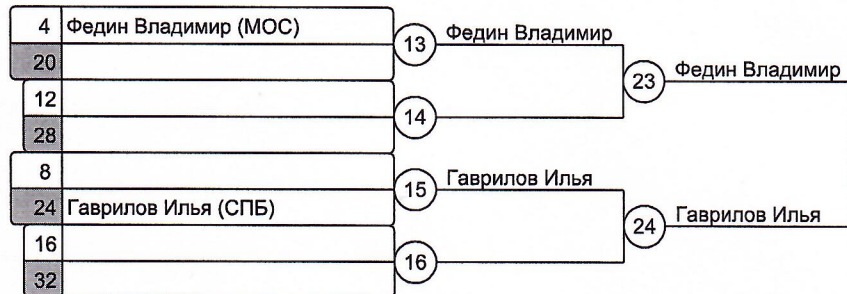 4 Федин Владимир (МОС)
20
13 Федин Владимир
12
28
14
23 Федин Владимир
8
24 Гаврилов Илья (СПБ)
15 Гаврилов Илья
16
32
16
24 Гаврилов Илья